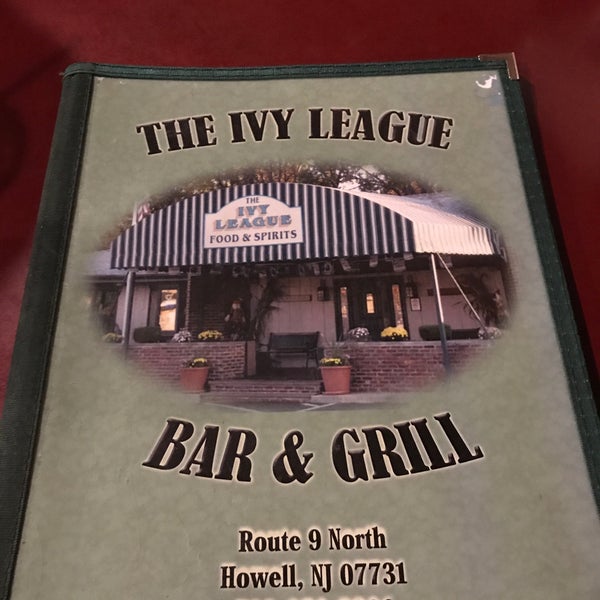 THE IVY LEAGUE
THE
IVY
LEAGUE
FOOD & SPIRITS
BAR & GRILL
Route 9 North
Howell, NJ 07731